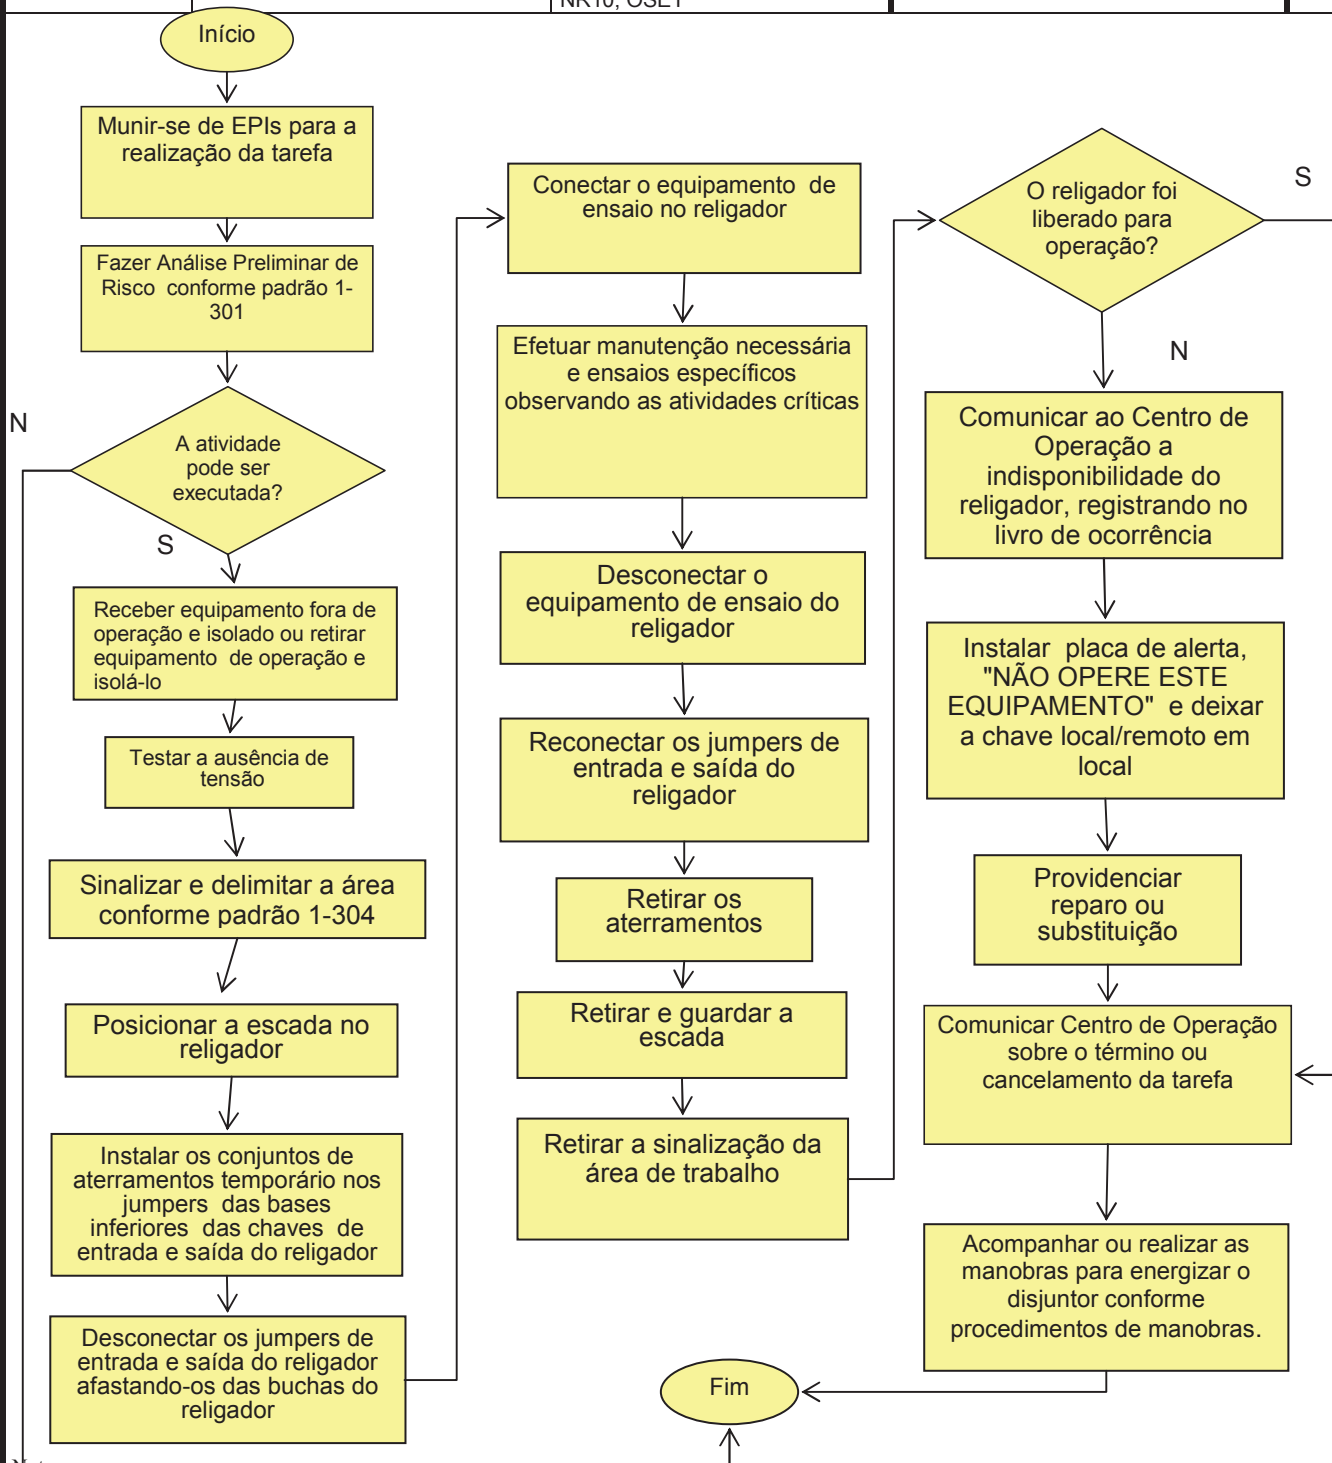 NR10, OSET
Início
Munir-se de EPIs para a
realização da tarefa
Fazer Análise Preliminar de
Risco conforme padrão 1-
301
N
A atividade
pode ser
executada?
S
Receber equipamento fora de
operação e isolado ou retirar
equipamento de operação e
isolá-lo
Testar a ausência de
tensão
Sinalizar e delimitar a área
conforme padrão 1-304
Posicionar a escada no
religador
Instalar os conjuntos de
aterramentos temporário nos
jumpers das bases
inferiores das chaves de
entrada e saída do religador
Desconectar os jumpers de
entrada e saída do religador
afastando-os das buchas do
religador
Conectar o equipamento de
ensaio no religador
Efetuar manutenção necessária
e ensaios específicos
observando as atividades críticas
Desconectar o
equipamento de ensaio do
religador
Reconectar os jumpers de
entrada e saída do
religador
Retirar os
aterramentos
Retirar e guardar a
escada
Retirar a sinalização da
área de trabalho
O religador foi
liberado para
operação?
S
N
Comunicar ao Centro de
Operação a
indisponibilidade do
religador, registrando no
livro de ocorrência
Instalar placa de alerta,
"NÃO OPERE ESTE
EQUIPAMENTO" e deixar
a chave local/remoto em
local
Providenciar
reparo ou
substituição
Comunicar Centro de Operação
sobre o término ou
cancelamento da tarefa
Acompanhar ou realizar as
manobras para energizar o
disjuntor conforme
procedimentos de manobras.
Fim